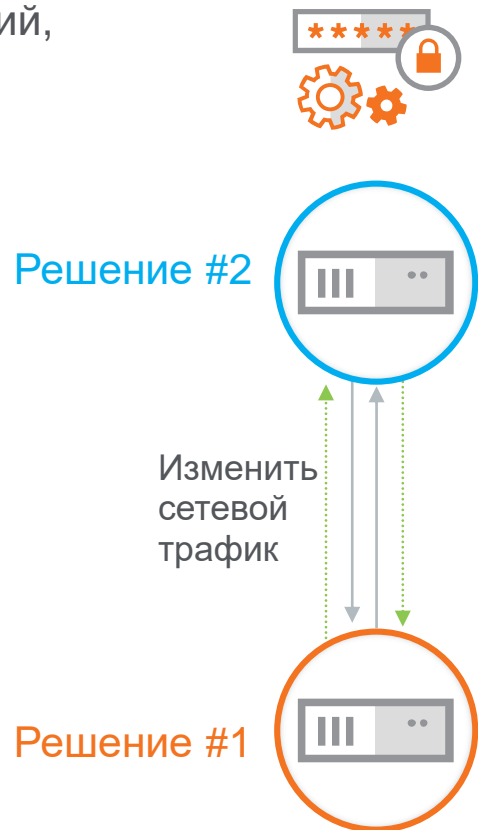 ий,
*****
Решение #2
Изменить
сетевой
трафик
Решение #1